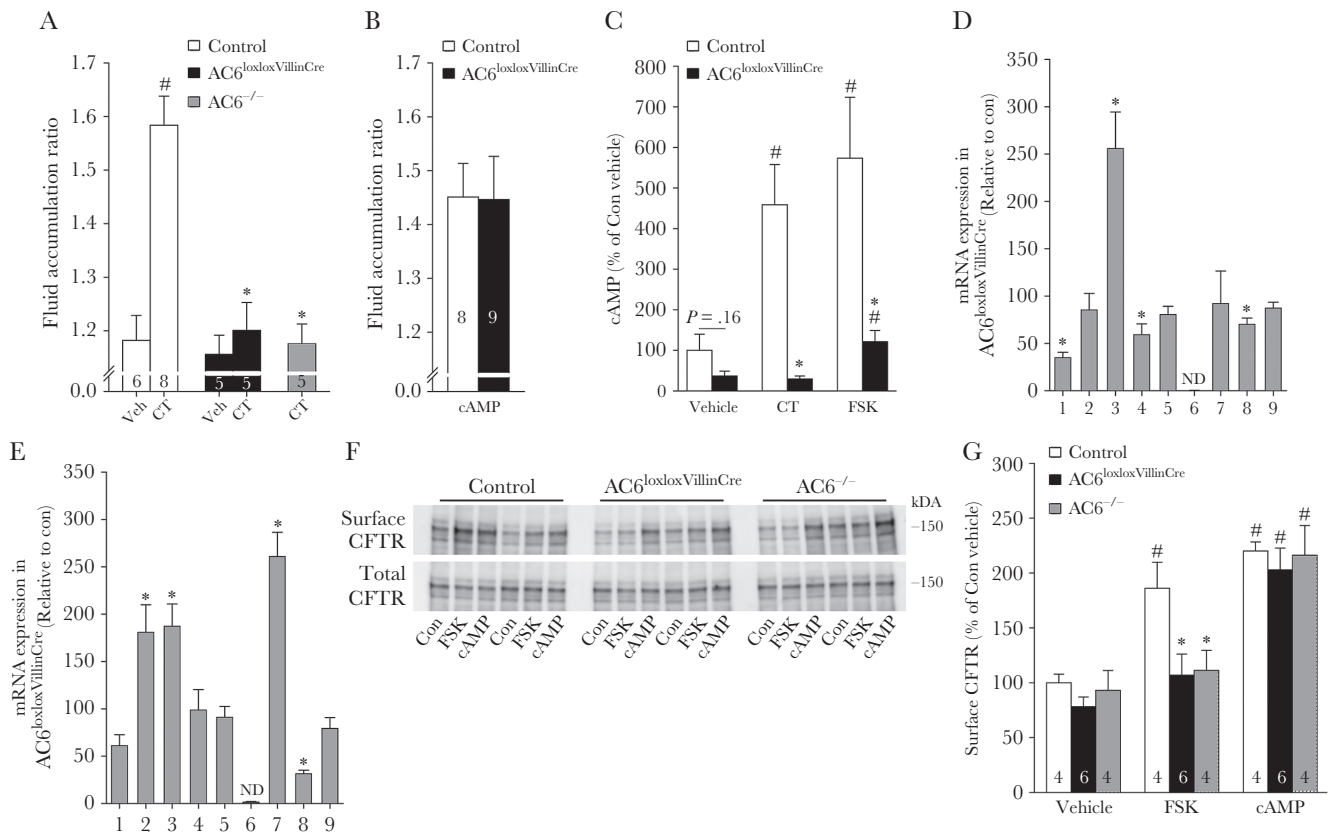 A
Control
AC6loxloxVillinCre
AC6−/−
Fluid accumulation ratio
1.7
1.6
1.5
1.4
1.3
1.2
0.0
#
*
*
6
8
5
5
5
Veh
CT
Veh
CT
CT
B
Control
AC6loxloxVillinCre
Fluid accumulation ratio
1.7
1.6
1.5
1.4
1.3
1.2
0.0
8
9
cAMP
C
Control
AC6loxloxVillinCre
cAMP (% of Con vehicle)
800
700
600
500
400
300
200
100
0
P = .16
#
*
#
*
#
Vehicle
CT
FSK
D
mRNA expression in
AC6loxloxVillinCre (Relative to con)
350
300
250
200
150
100
50
0
*
*
*
ND
*
1 2 3 4 5 6 7 8 9
E
mRNA expression in
AC6loxloxVillinCre (Relative to con)
350
300
250
200
150
100
50
0
*
*
ND
*
*
1 2 3 4 5 6 7 8 9
F
Control
AC6loxloxVillinCre
AC6−/−
kDA
Surface
CFTR
–150
Total
CFTR
–150
Con FSK cAMP Con FSK cAMP Con FSK cAMP Con FSK cAMP Con FSK cAMP Con FSK cAMP
G
Control
AC6loxloxVillinCre
AC6−/−
Surface CFTR (% of Con vehicle)
300
250
200
150
100
50
0
#
*
*
#
#
#
4 6 4 4 6 4 4 6 4
Vehicle
FSK
cAMP